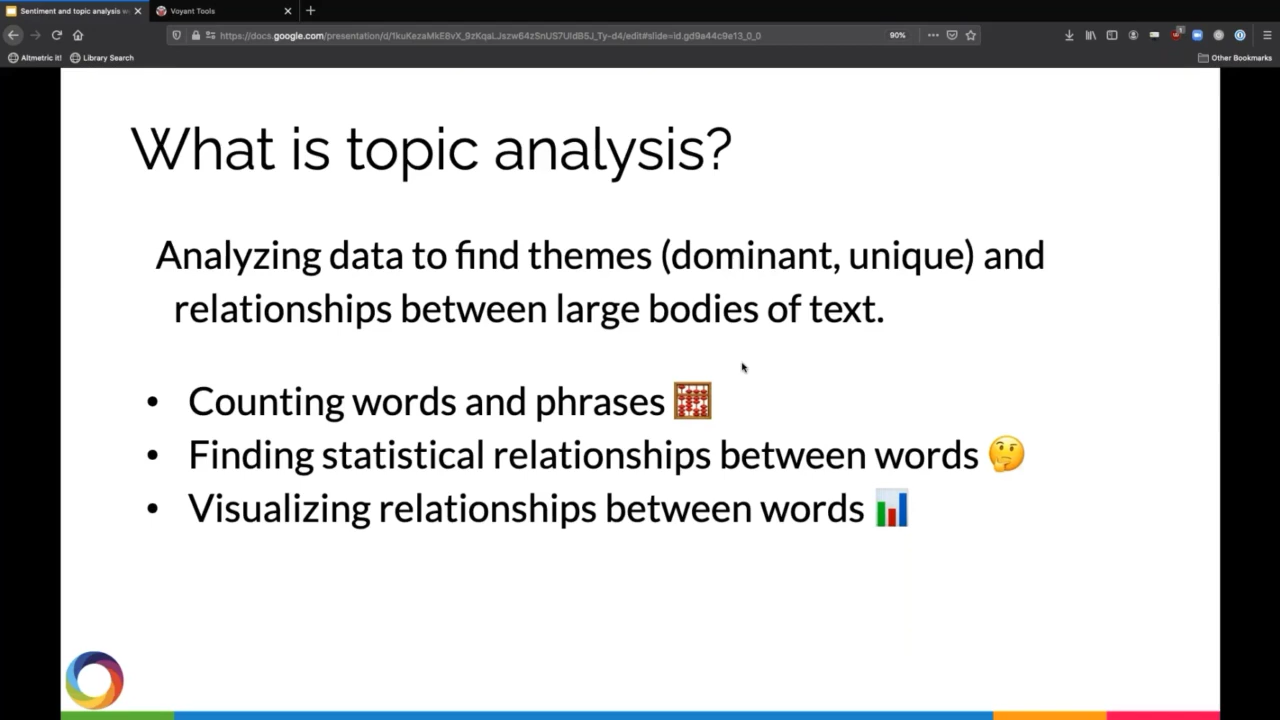 Sentiment and topic analysis w
Voyant Tools
https://docs.google.com/presentation/d/1kuKezaMkE8vX_9zKqaLJszw64zSnUS7UIdB5J_Ty-d4/edit#slide=id.gd9a44c9e13_0_0
90%
Altmetric it!
Library Search
Other Bookmarks
What is topic analysis?
Analyzing data to find themes (dominant, unique) and
relationships between large bodies of text.
• Counting words and phrases 🧮
• Finding statistical relationships between words 🤔
• Visualizing relationships between words 📊